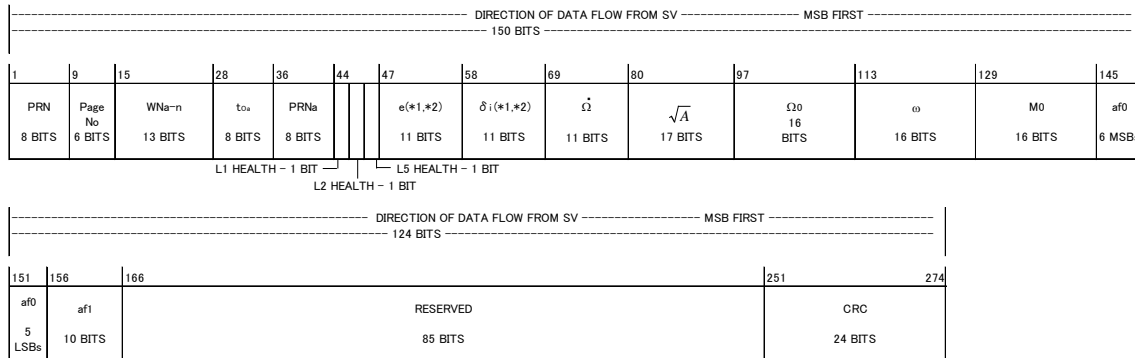 DIRECTION OF DATA FLOW FROM SV MSB FIRST
150 BITS
1 9 15 28 36 44 47 58 69 80 97 113 129 145
PRN Page No WNa-n toa PRNa e(*1,*2) δi(*1,*2) Ω̇ √A Ω0 ω M0 af0
8 BITS 6 BITS 13 BITS 8 BITS 8 BITS 11 BITS 11 BITS 11 BITS 17 BITS 16 BITS 16 BITS 16 BITS 6 MSBs
L1 HEALTH - 1 BIT L5 HEALTH - 1 BIT
L2 HEALTH - 1 BIT
DIRECTION OF DATA FLOW FROM SV MSB FIRST
124 BITS
151 156 166 251 274
af0 af1 RESERVED CRC
5 LSBs 10 BITS 85 BITS 24 BITS